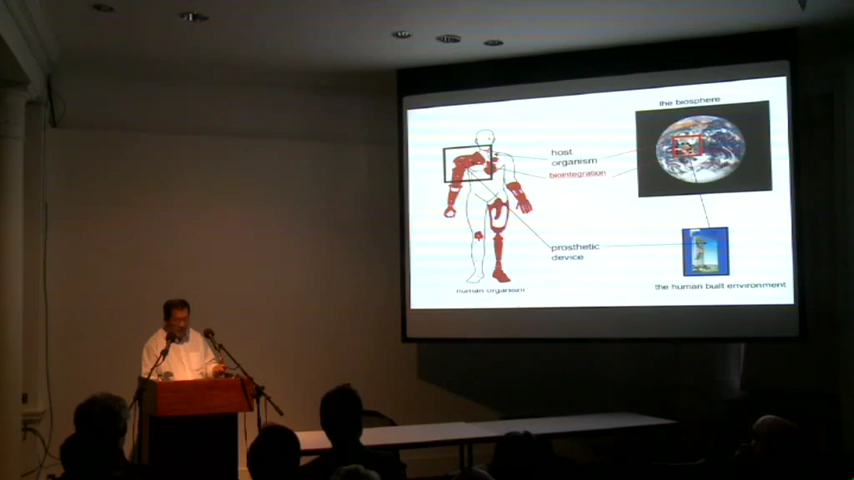 the biosphere
host
organism
biointegration
prosthetic
device
human organism
the human built environment